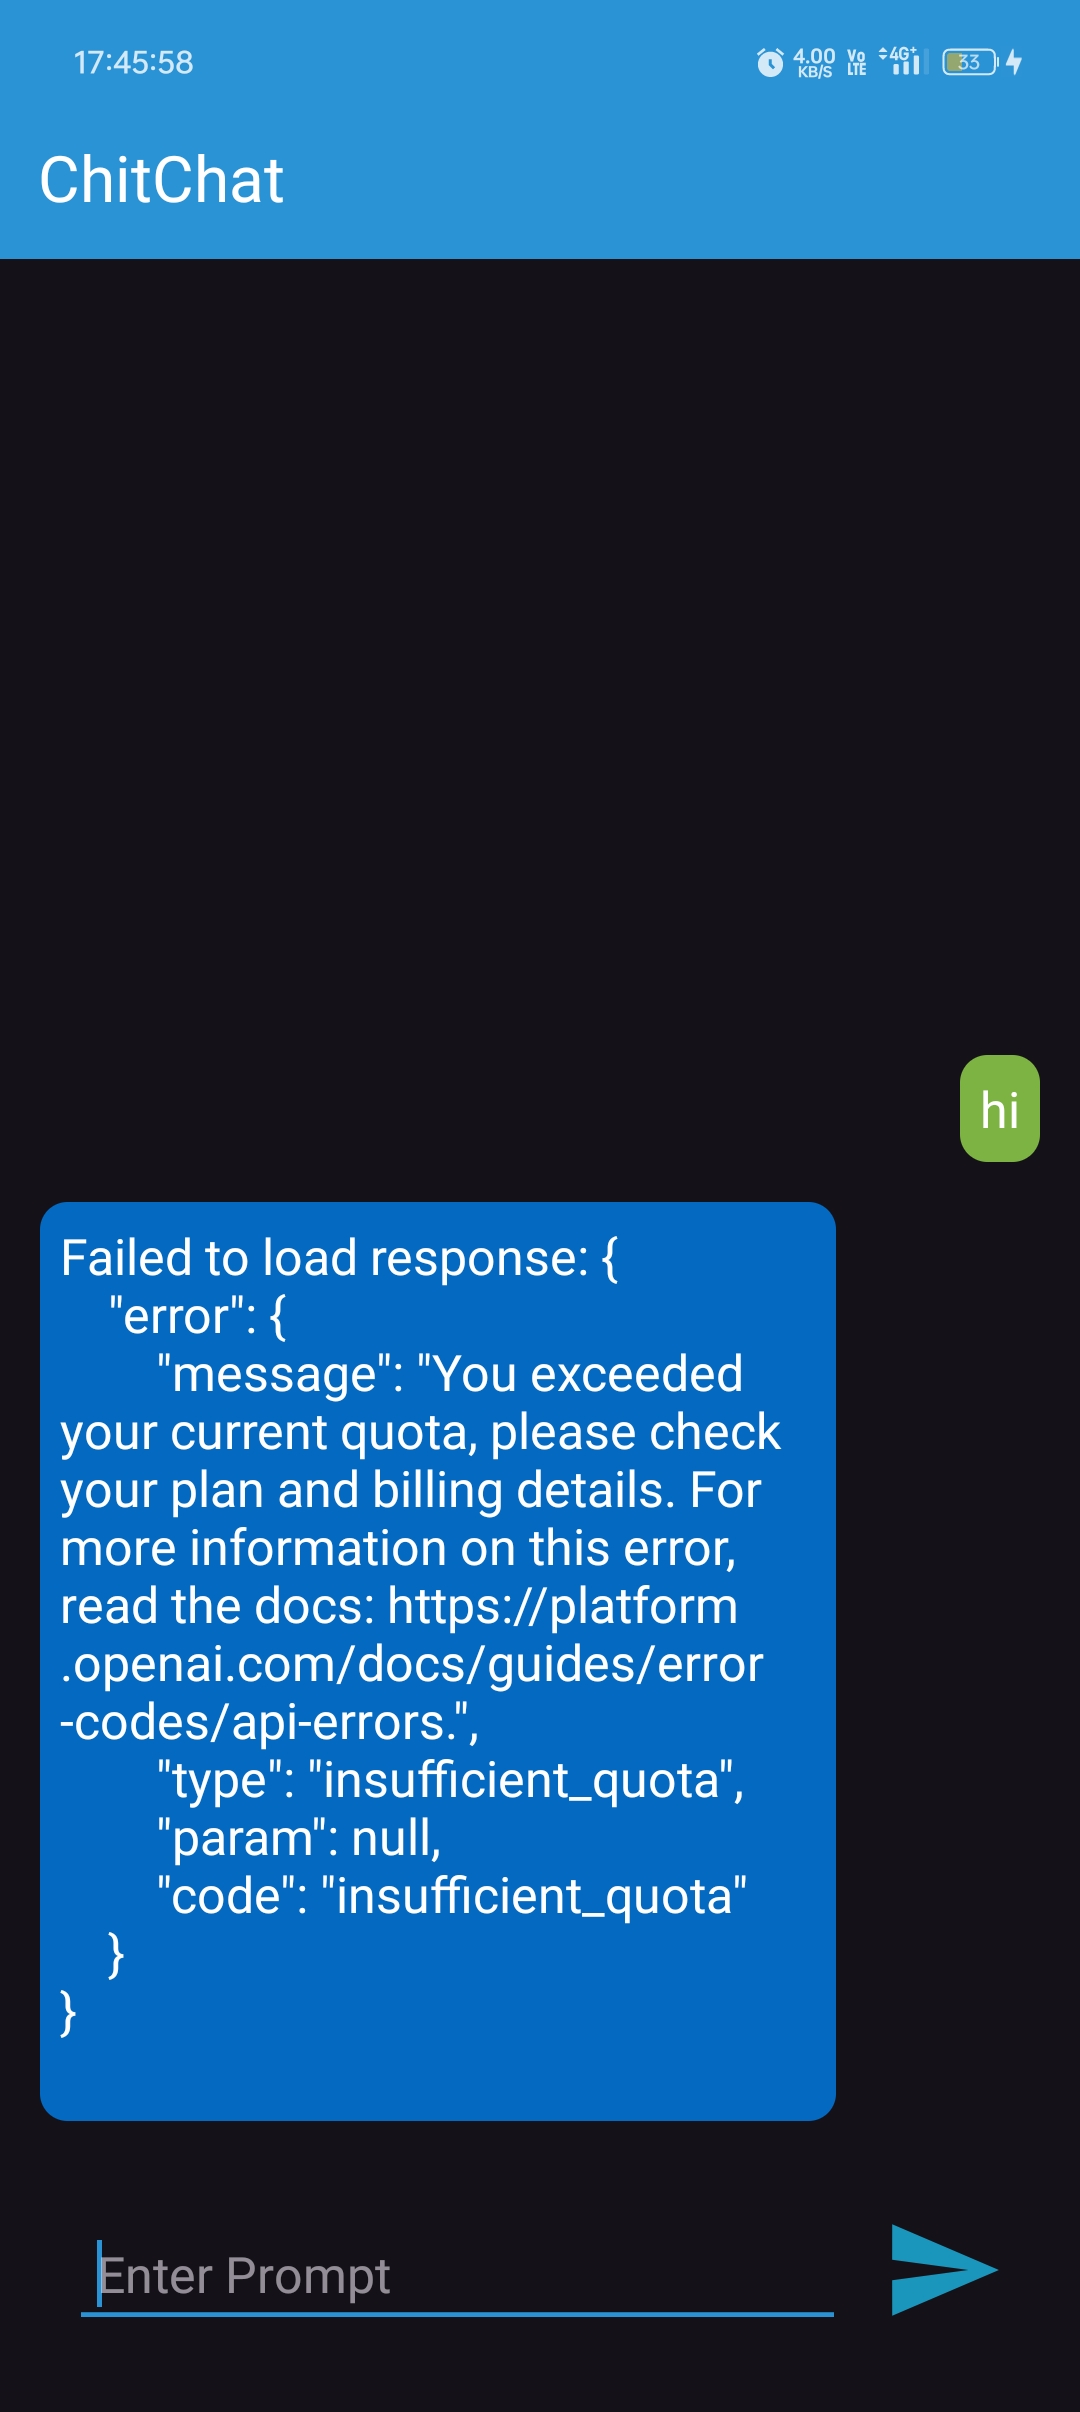 17:45:58
4.00
KB/S
Vo
LTE
4G+
33
ChitChat
hi
Failed to load response: {
    "error": {
        "message": "You exceeded
your current quota, please check
your plan and billing details. For
more information on this error,
read the docs: https://platform
.openai.com/docs/guides/error
-codes/api-errors.",
        "type": "insufficient_quota",
        "param": null,
        "code": "insufficient_quota"
    }
}
Enter Prompt